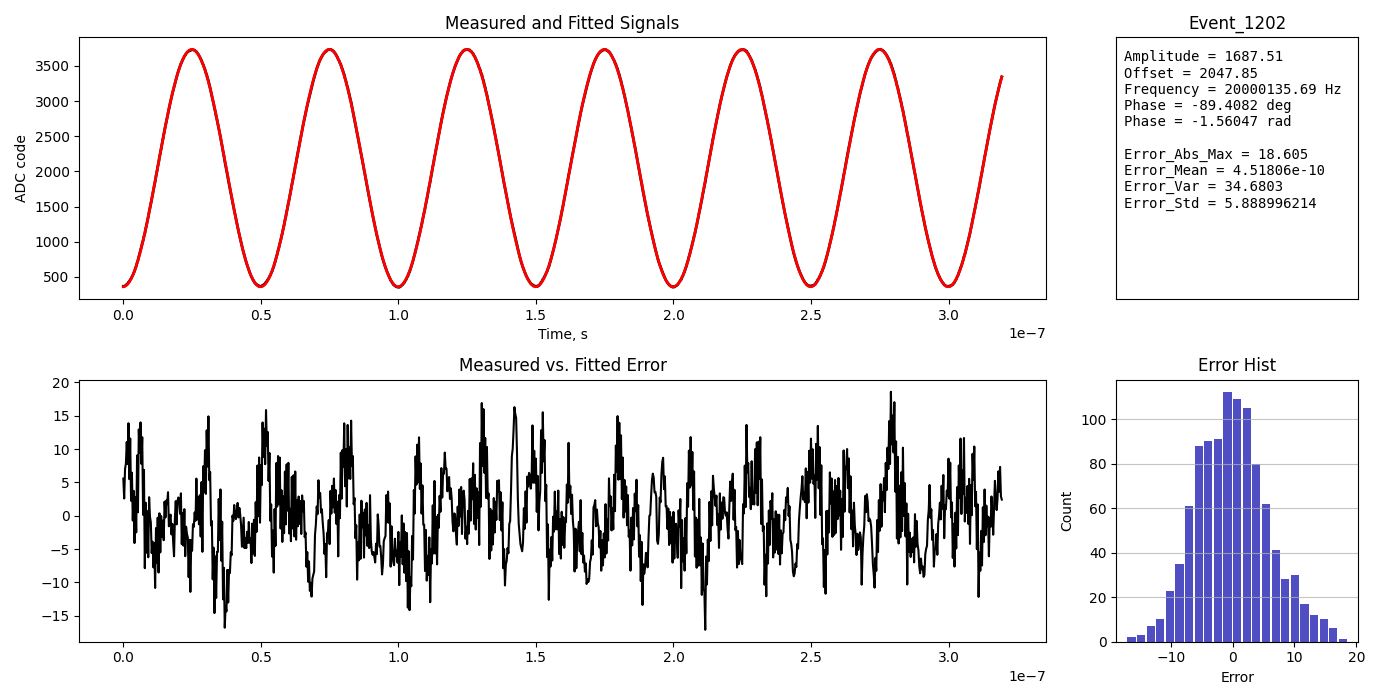 Measured and Fitted Signals
ADC code
3500
3000
2500
2000
1500
1000
500
0.0 0.5 1.0 1.5 2.0 2.5 3.0
Time, s
1e−7
Event_1202
Amplitude = 1687.51
Offset = 2047.85
Frequency = 20000135.69 Hz
Phase = -89.4082 deg
Phase = -1.56047 rad
Error_Abs_Max = 18.605
Error_Mean = 4.51806e-10
Error_Var = 34.6803
Error_Std = 5.888996214
Measured vs. Fitted Error
20
15
10
5
0
−5
−10
−15
0.0 0.5 1.0 1.5 2.0 2.5 3.0
1e−7
Error Hist
Count
100
80
60
40
20
0
−10 0 10 20
Error